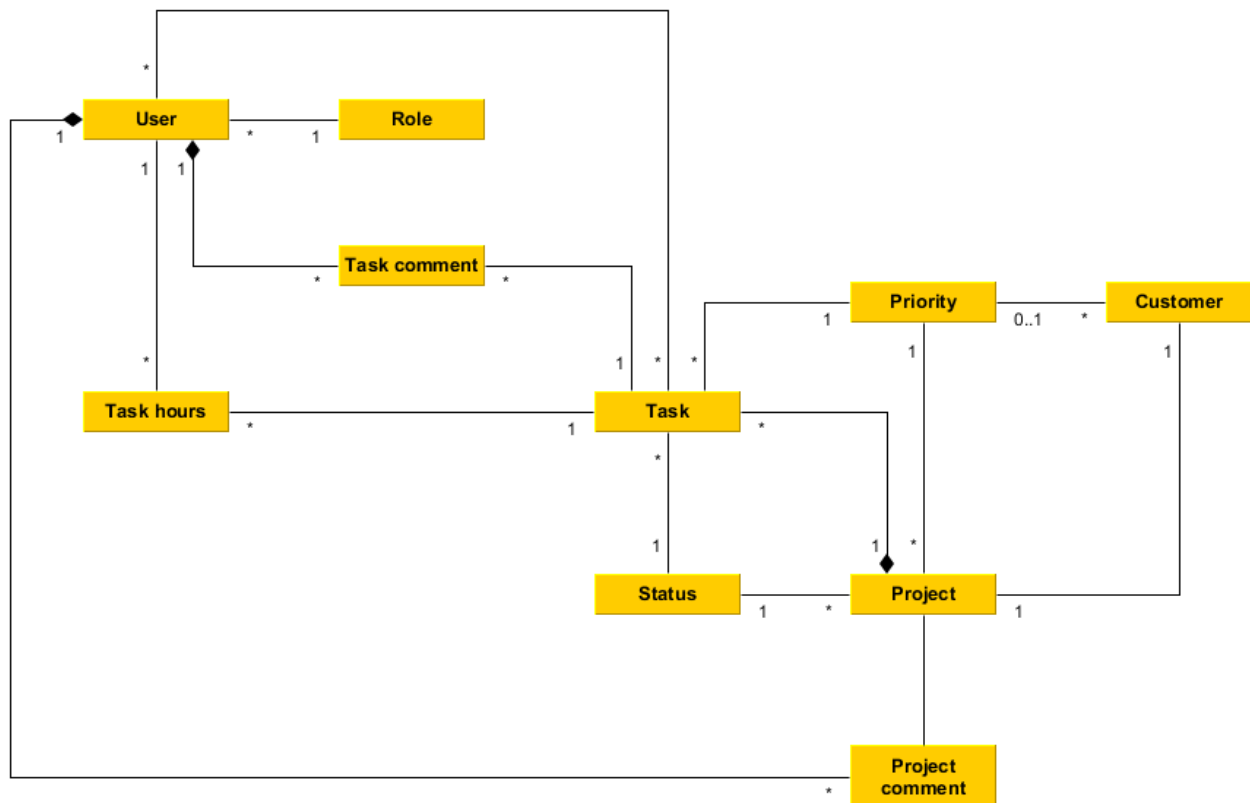 *
User
Role
1
*
1
1
1
Task comment
*
*
Priority
Customer
1
0..1
*
*
1
*
*
1
1
Task hours
Task
*
1
*
*
1
1
*
Status
Project
1
*
1
Project
comment
*